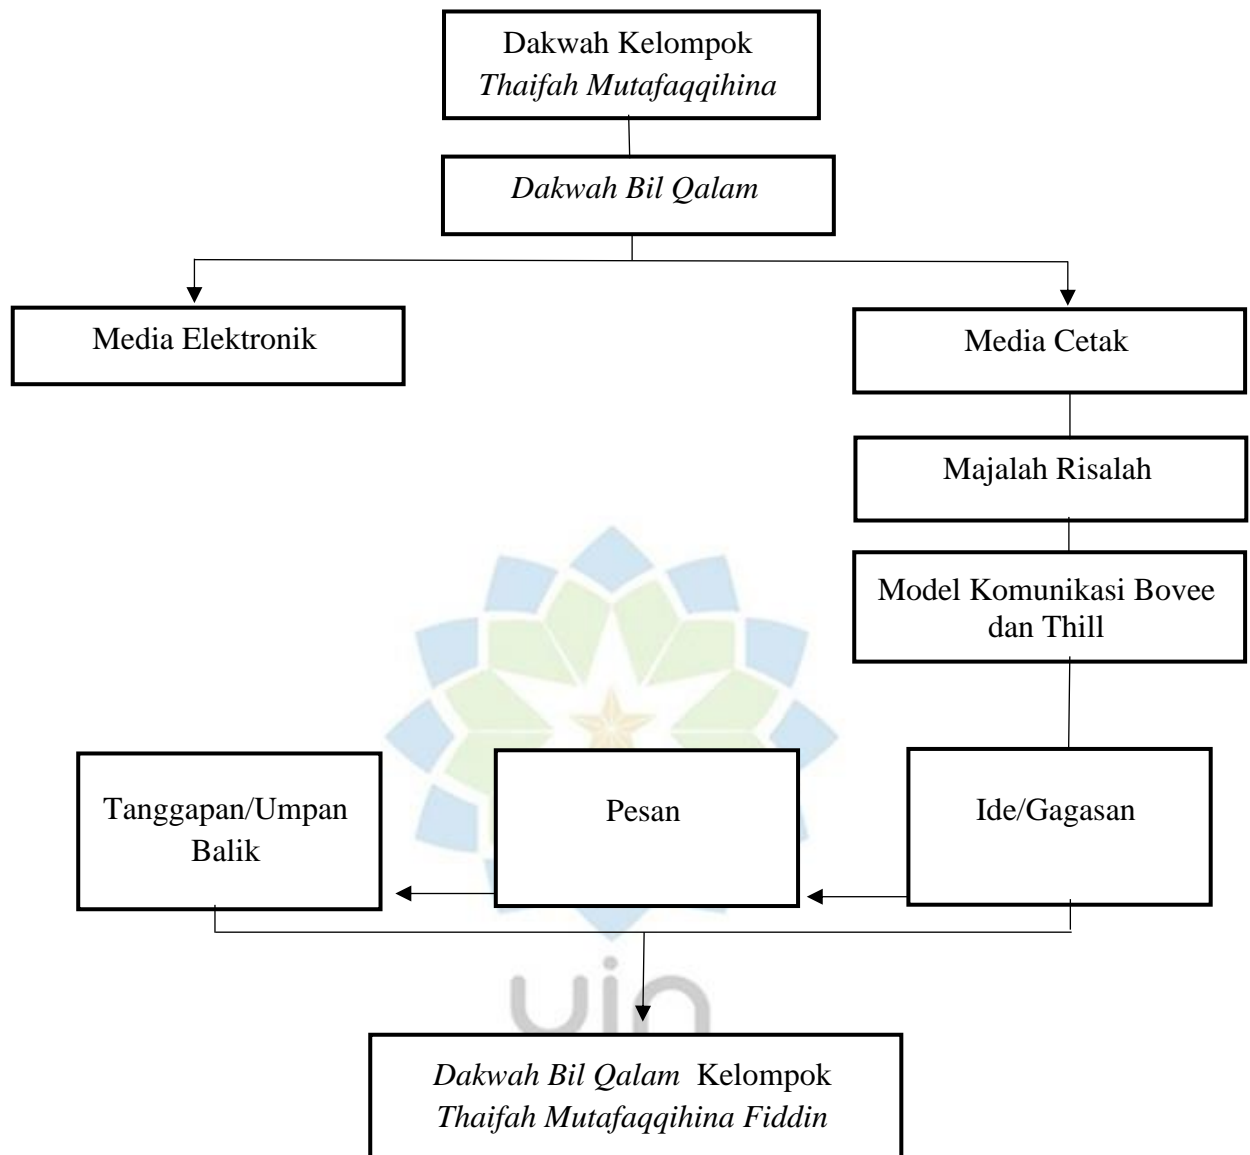 Dakwah Kelompok
Thaifah Mutafaqqihina
Dakwah Bil Qalam
Media Elektronik
Media Cetak
Majalah Risalah
Model Komunikasi Bovee
dan Thill
Tanggapan/Umpan
Balik
Pesan
Ide/Gagasan
uin
Dakwah Bil Qalam Kelompok
Thaifah Mutafaqqihina Fiddin